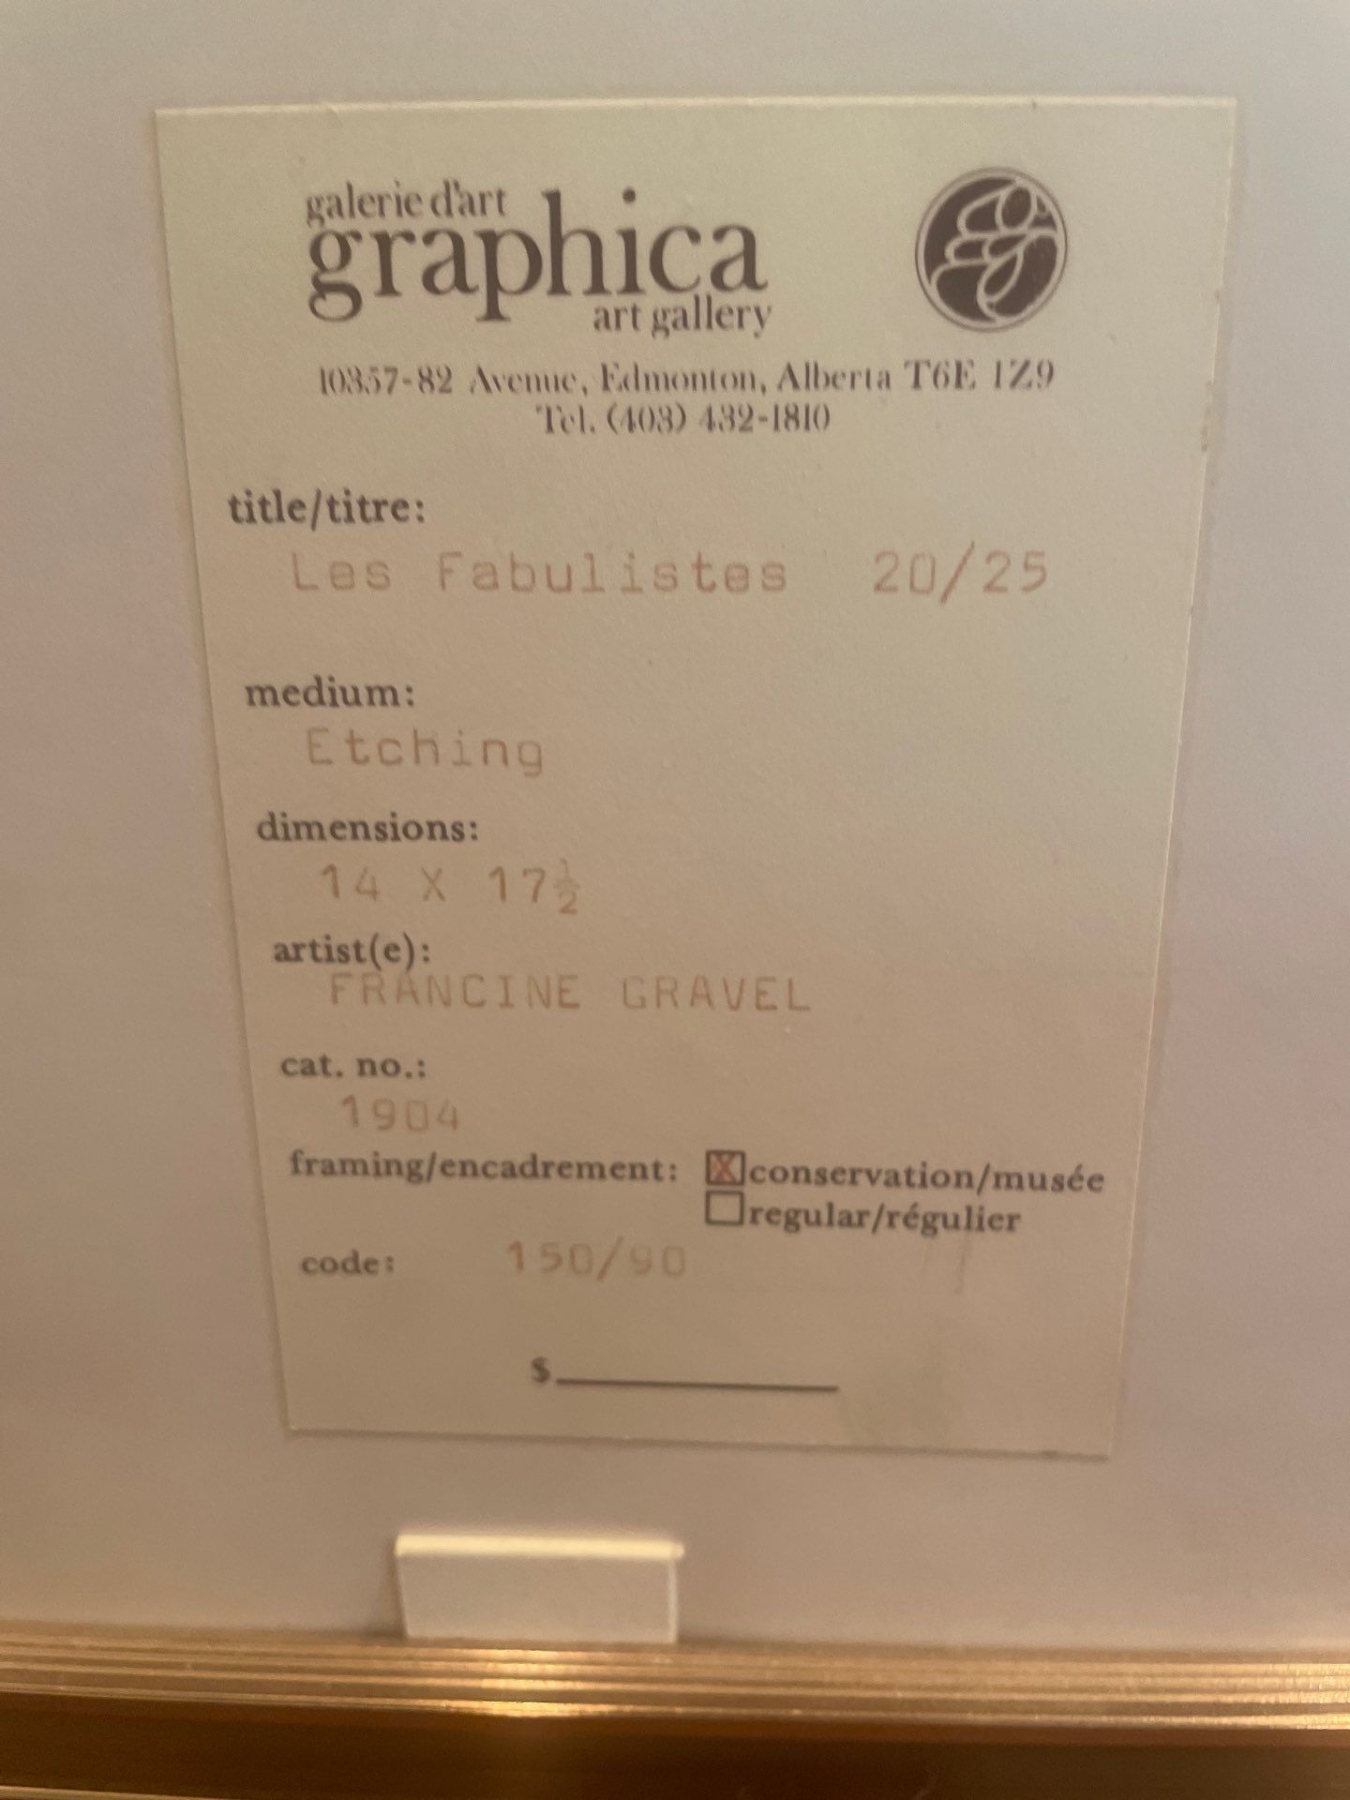 galerie d'art
graphica
art gallery
10357-82 Avenue, Edmonton, Alberta T6E 1Z9
Tel. (403) 432-1810
title/titre:
Les Fabulistes 20/25
medium:
Etching
dimensions:
14 X 17½
artist(e):
FRANCINE GRAVEL
cat. no.:
1904
framing/encadrement: X conservation/musée
regular/régulier
code: 150/90
$